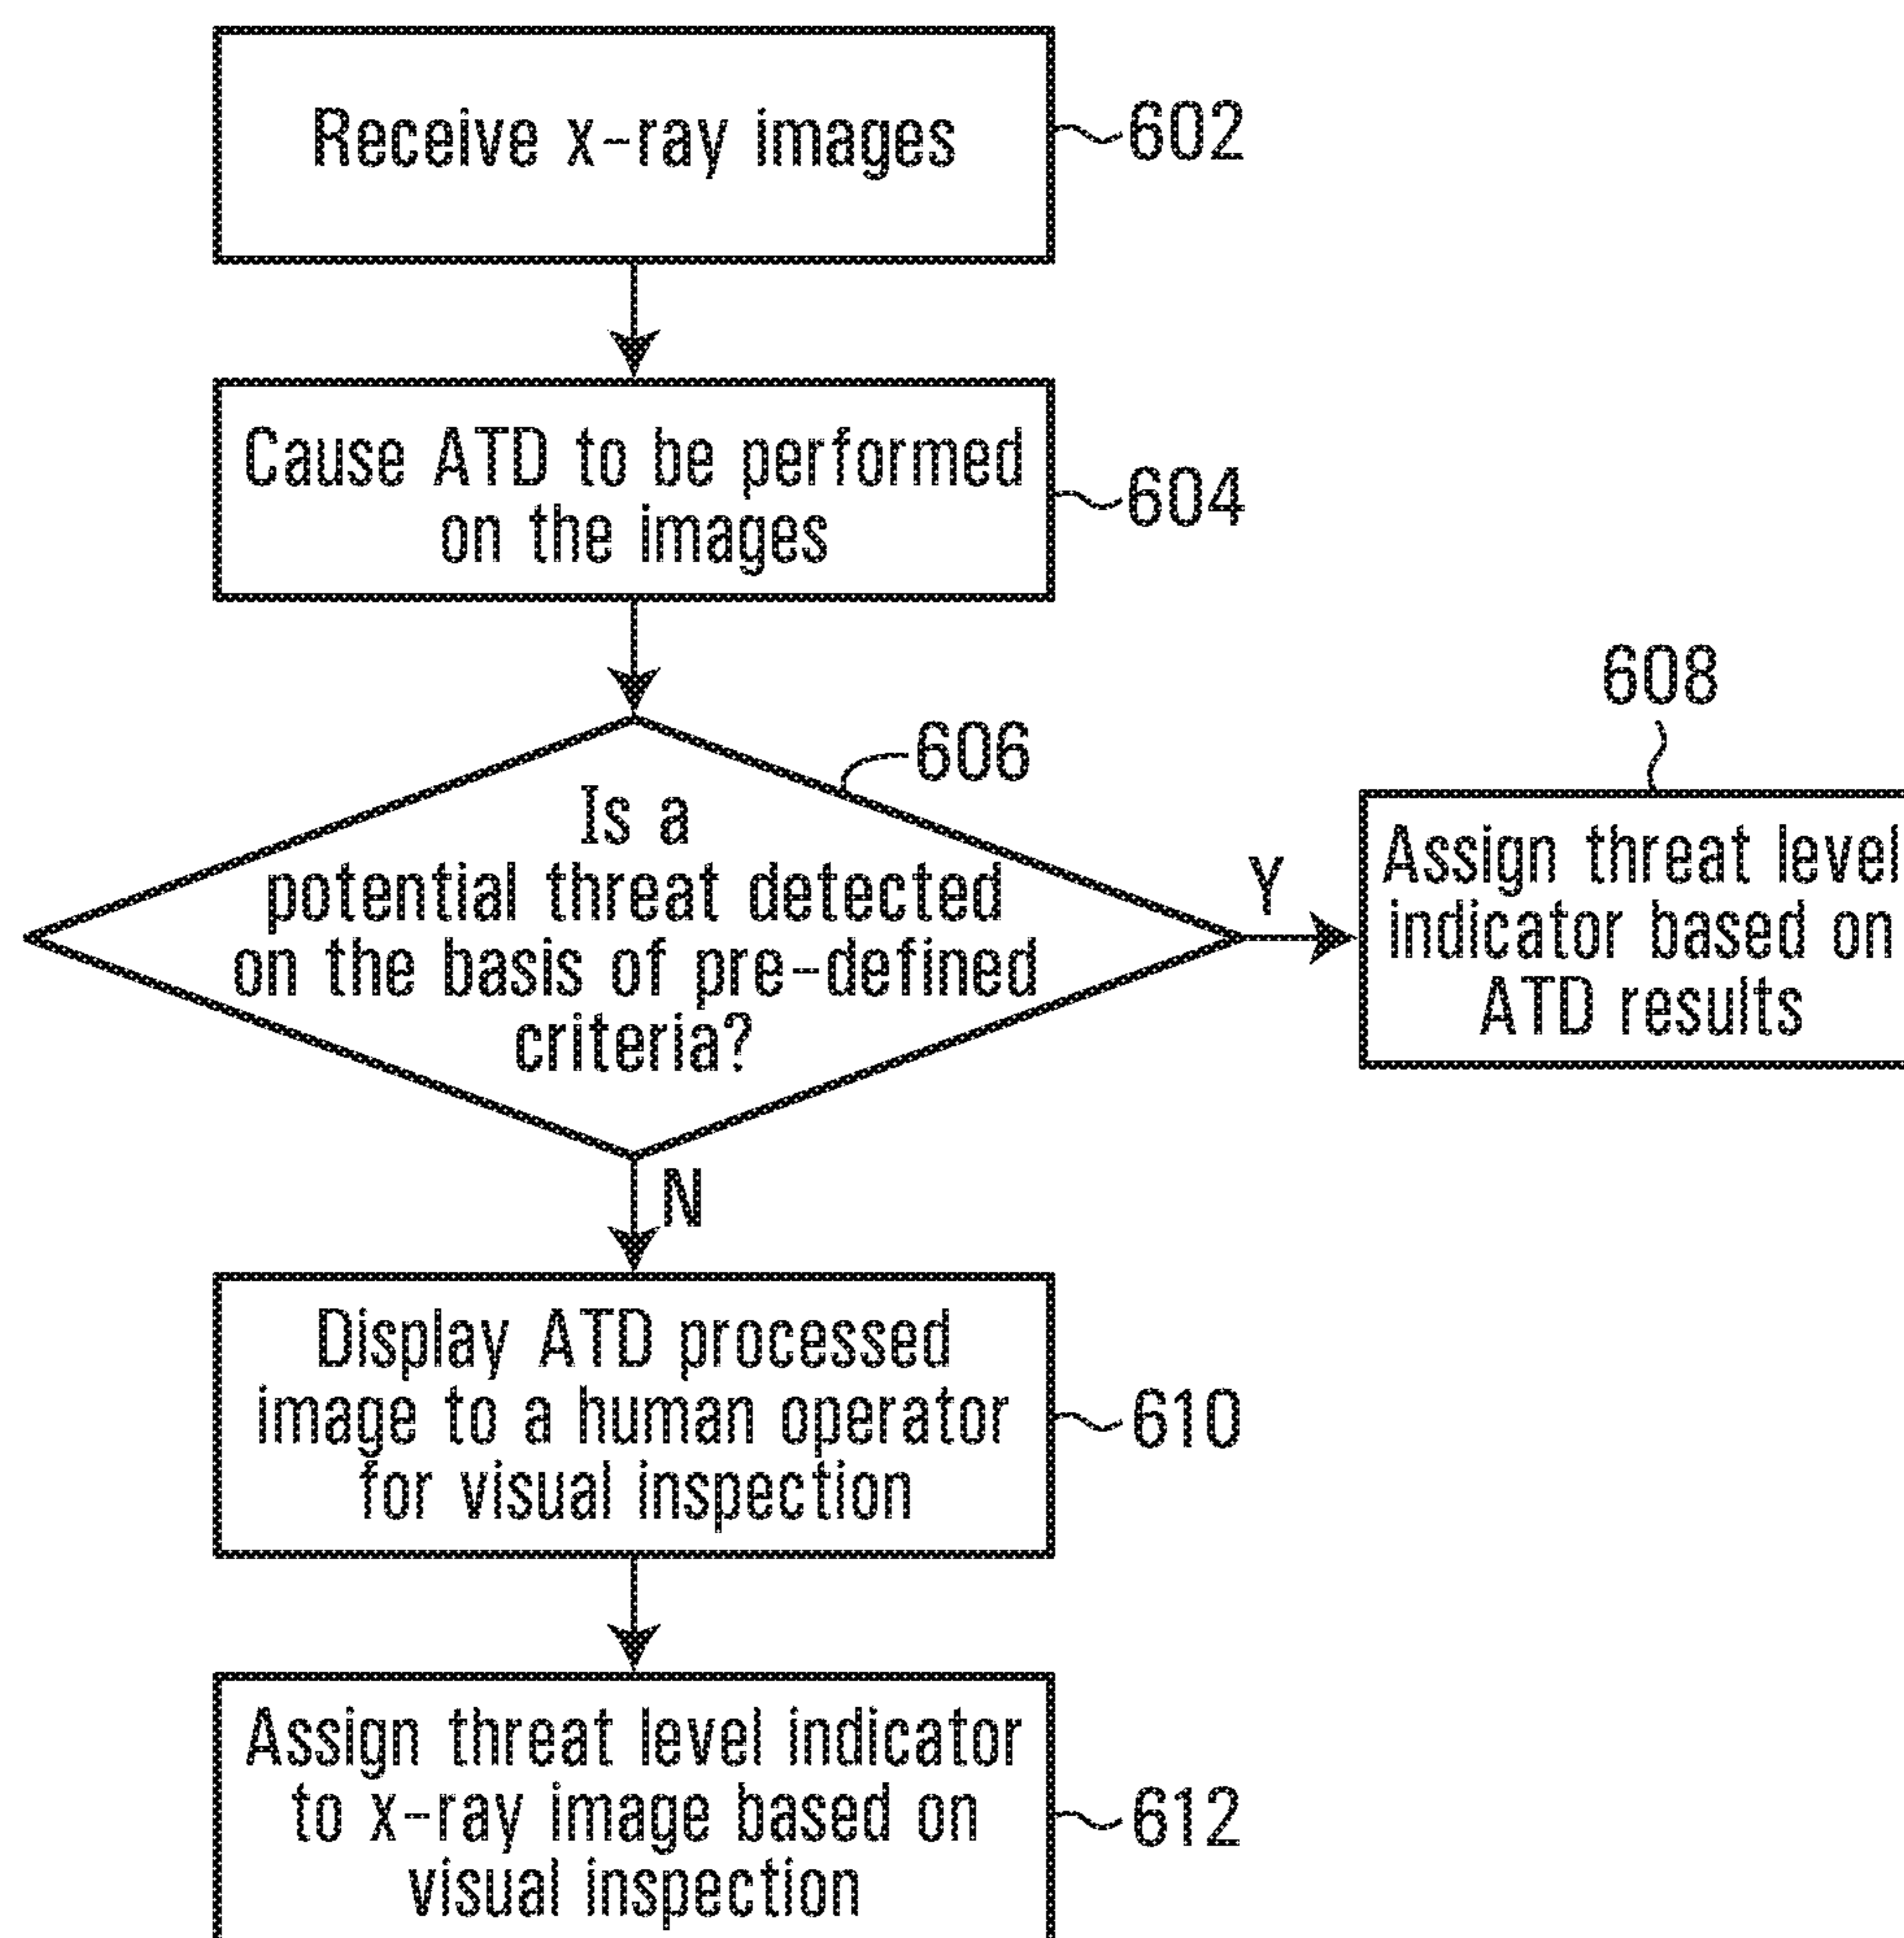 Receive x-ray images
602
Cause ATD to be performed
on the images
604
606
Is a
potential threat detected
on the basis of pre-defined
criteria?
Y
608
Assign threat level
indicator based on
ATD results
N
Display ATD processed
image to a human operator
for visual inspection
610
Assign threat level indicator
to x-ray image based on
visual inspection
612